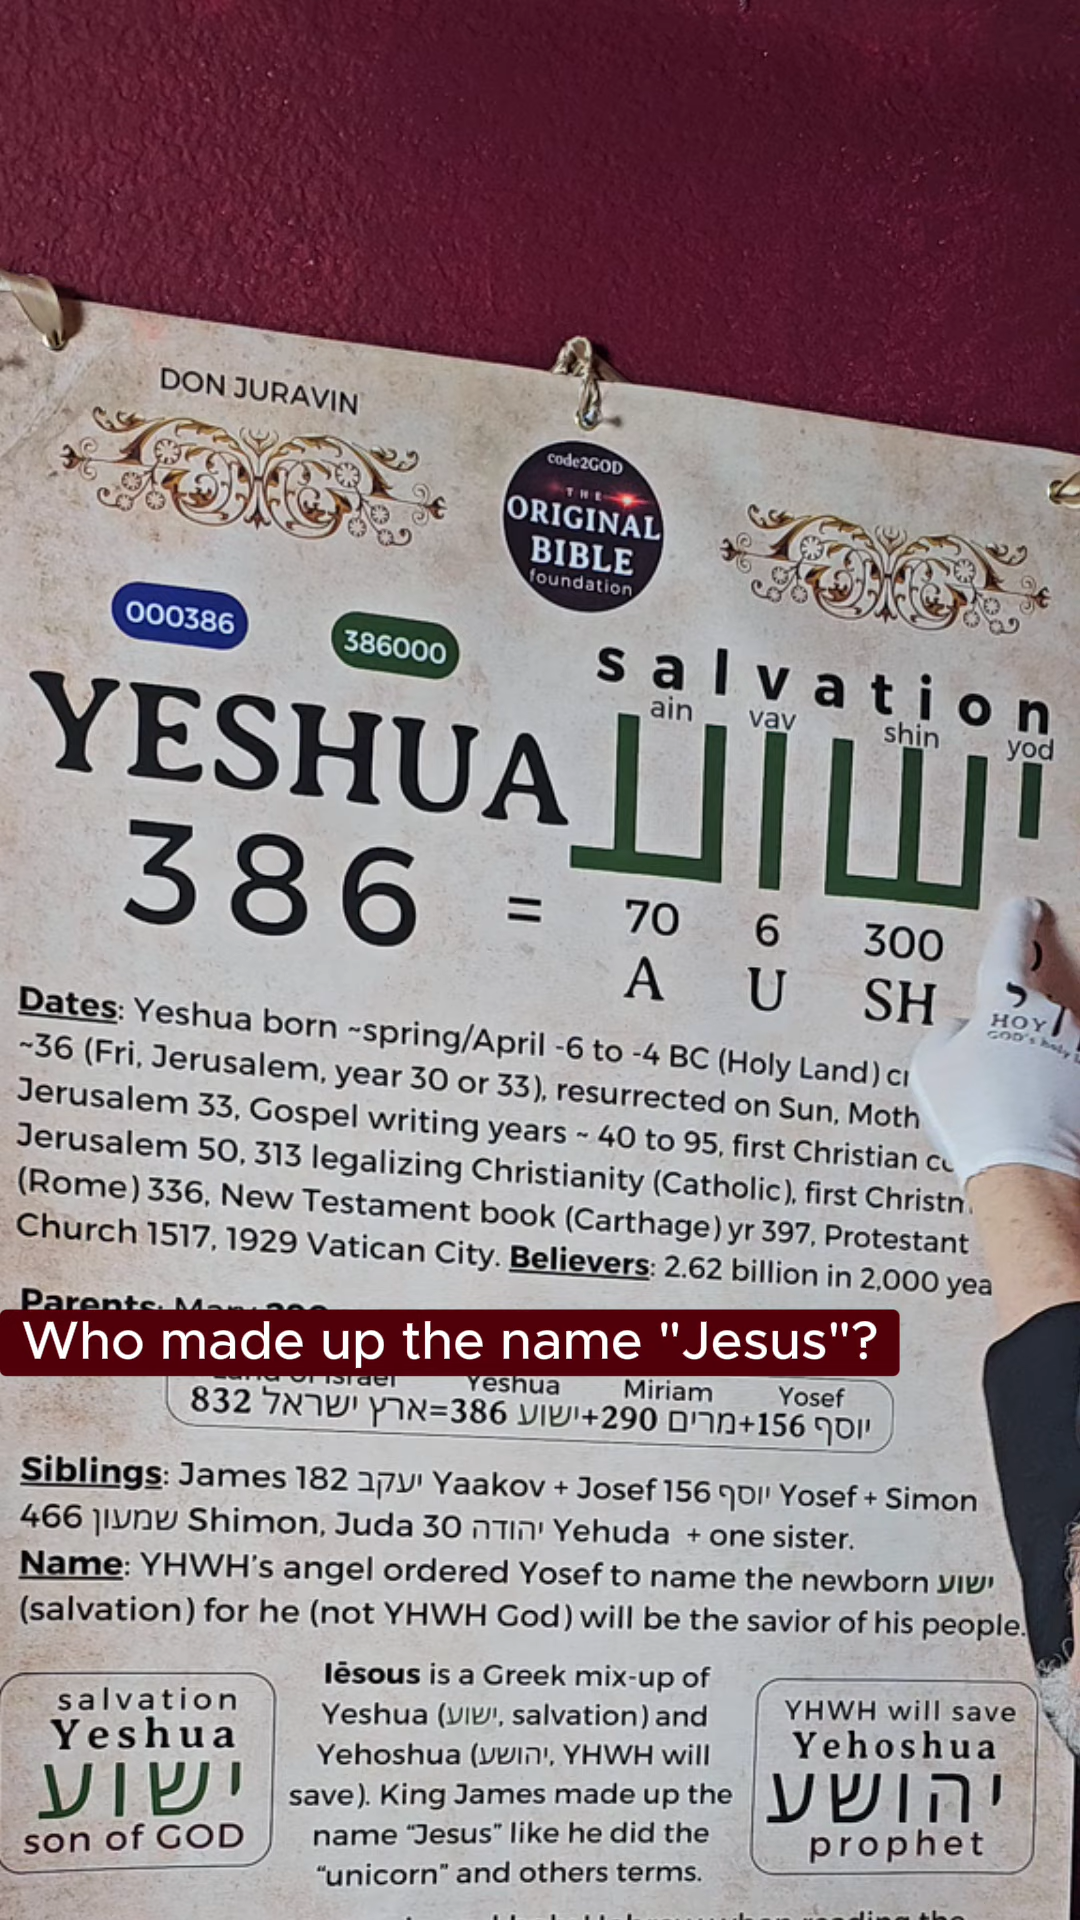 DON JURAVIN
code2GOD
THE
ORIGINAL
BIBLE
foundation
000386
386000
salvation
ain vav shin yod
YESHUA ישוע
386 = 70 6 300
A U SH
HOY
GOD's holy
Dates: Yeshua born ~spring/April -6 to -4 BC (Holy Land)
~36 (Fri, Jerusalem, year 30 or 33), resurrected on Sun, Moth
Jerusalem 33, Gospel writing years ~ 40 to 95, first Christian
Jerusalem 50, 313 legalizing Christianity (Catholic), first Christm
(Rome) 336, New Testament book (Carthage) yr 397, Protestant
Church 1517, 1929 Vatican City. Believers: 2.62 billion in 2,000 yea
Parents:
Who made up the name "Jesus"?
Yeshua Miriam Yosef
832 ארץ ישראל=386 ישוע+290 מרים+156 יוסף
Siblings: James 182 יעקב Yaakov + Josef 156 יוסף Yosef + Simon
466 שמעון Shimon, Juda 30 יהודה Yehuda + one sister.
Name: YHWH's angel ordered Yosef to name the newborn ישוע
(salvation) for he (not YHWH God) will be the savior of his people.
salvation
Yeshua
ישוע
son of GOD
Iēsous is a Greek mix-up of
Yeshua (ישוע, salvation) and
Yehoshua (יהושע, YHWH will
save). King James made up the
name “Jesus” like he did the
“unicorn” and others terms.
YHWH will save
Yehoshua
יהושע
prophet